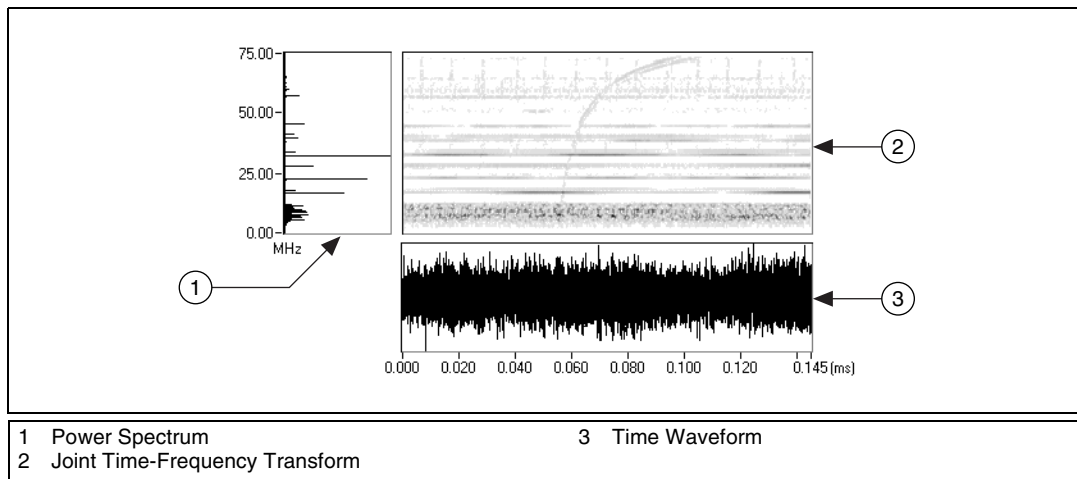 75.00
50.00
25.00
0.00
MHz
1
2
3
0.000 0.020 0.040 0.060 0.080 0.100 0.120 0.145 (ms)
1 Power Spectrum
2 Joint Time-Frequency Transform
3 Time Waveform